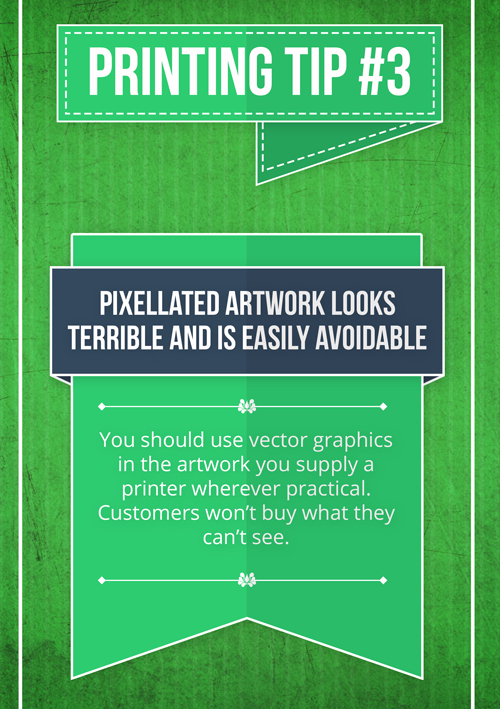 PRINTING TIP #3
PIXELLATED ARTWORK LOOKS
TERRIBLE AND IS EASILY AVOIDABLE
You should use vector graphics
in the artwork you supply a
printer wherever practical.
Customers won’t buy what they
can’t see.